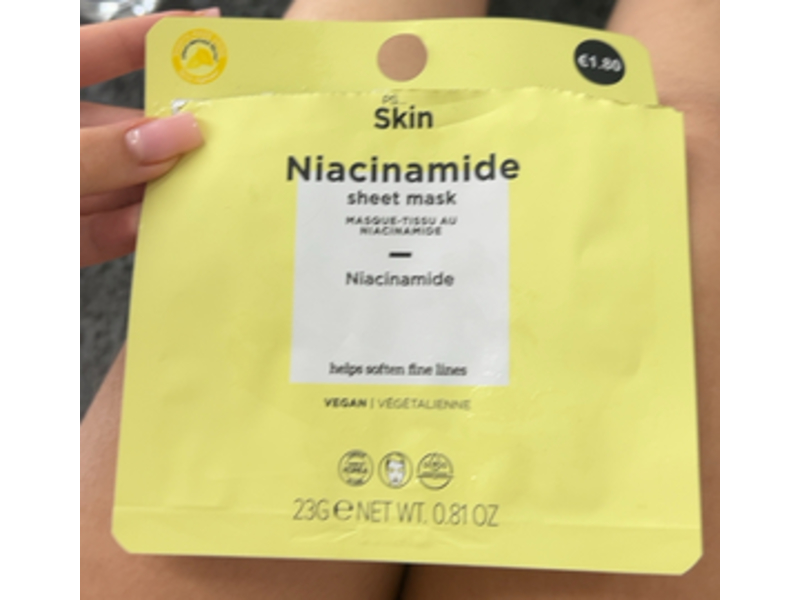 €1.80
PS...
Skin
Niacinamide
sheet mask
MASQUE-TISSU AU
NIACINAMIDE
Niacinamide
helps soften fine lines
VEGAN | VÉGÉTALIENNE
23G e NET WT. 0.81 OZ